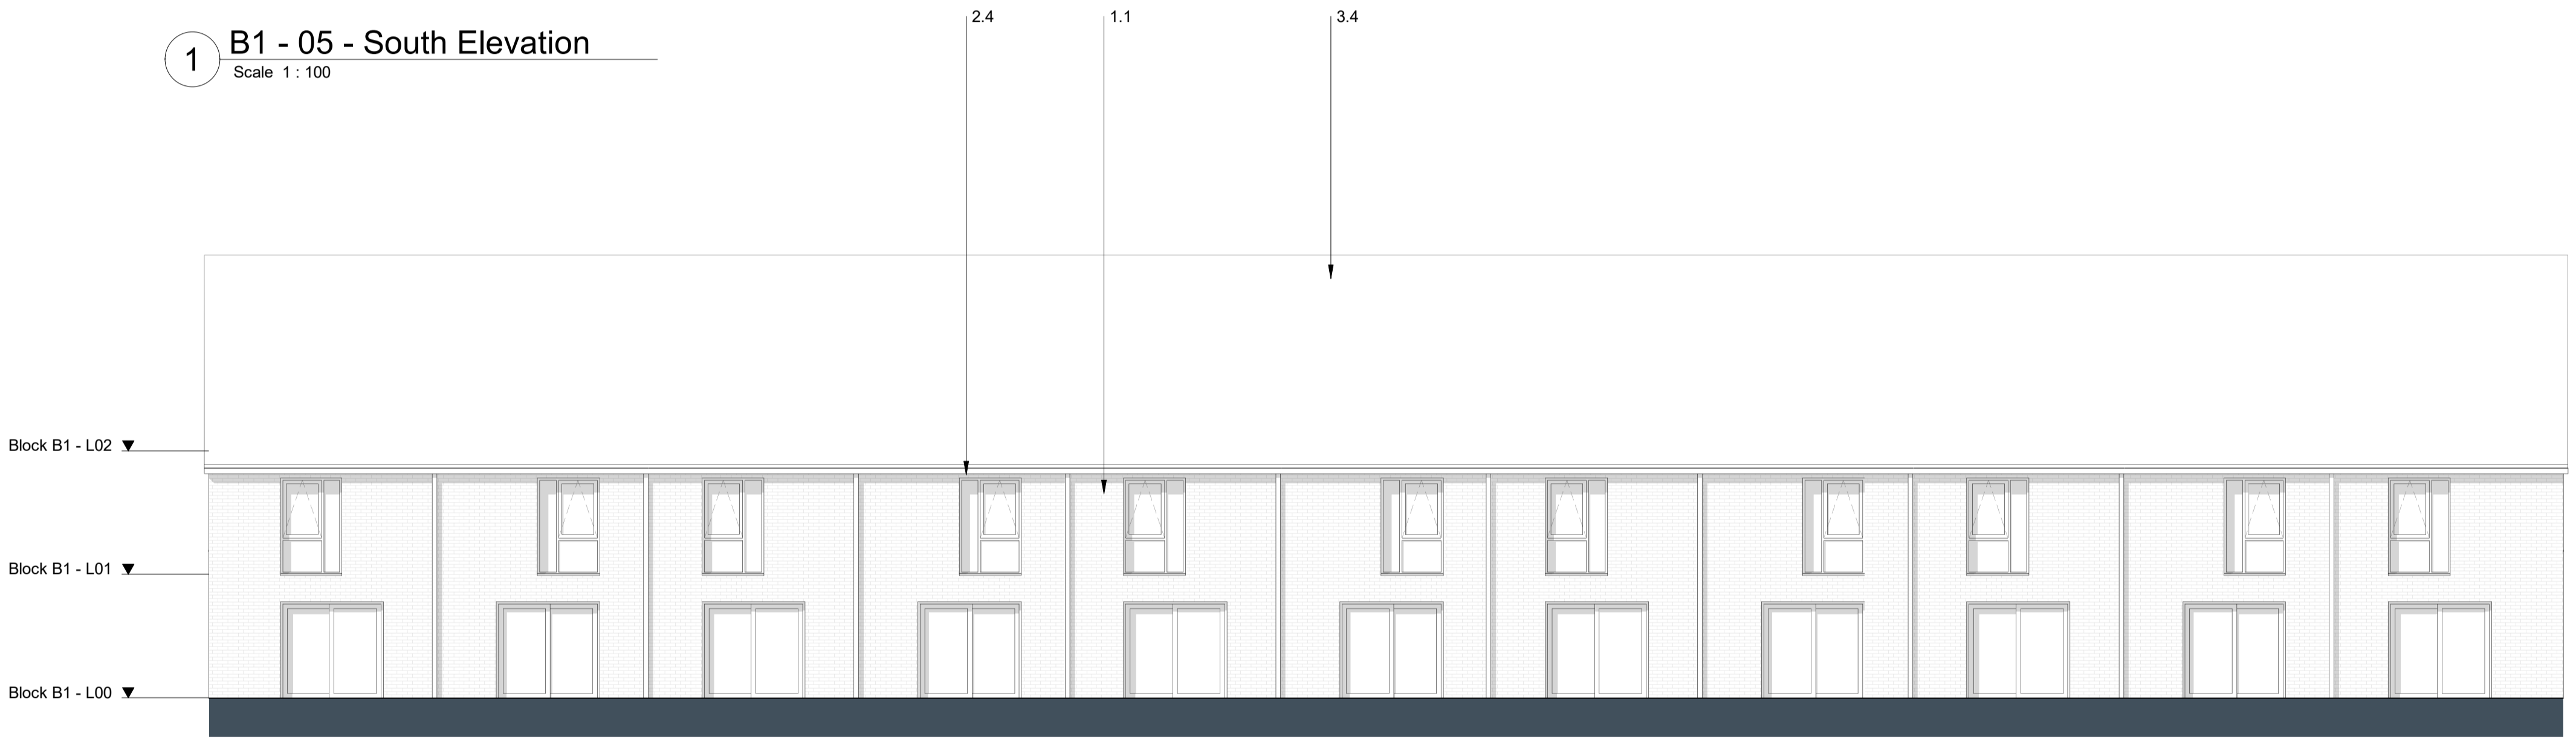 2.4
1.1
3.4
1
B1 - 05 - South Elevation
Scale 1 : 100
Block B1 - L02
Block B1 - L01
Block B1 - L00